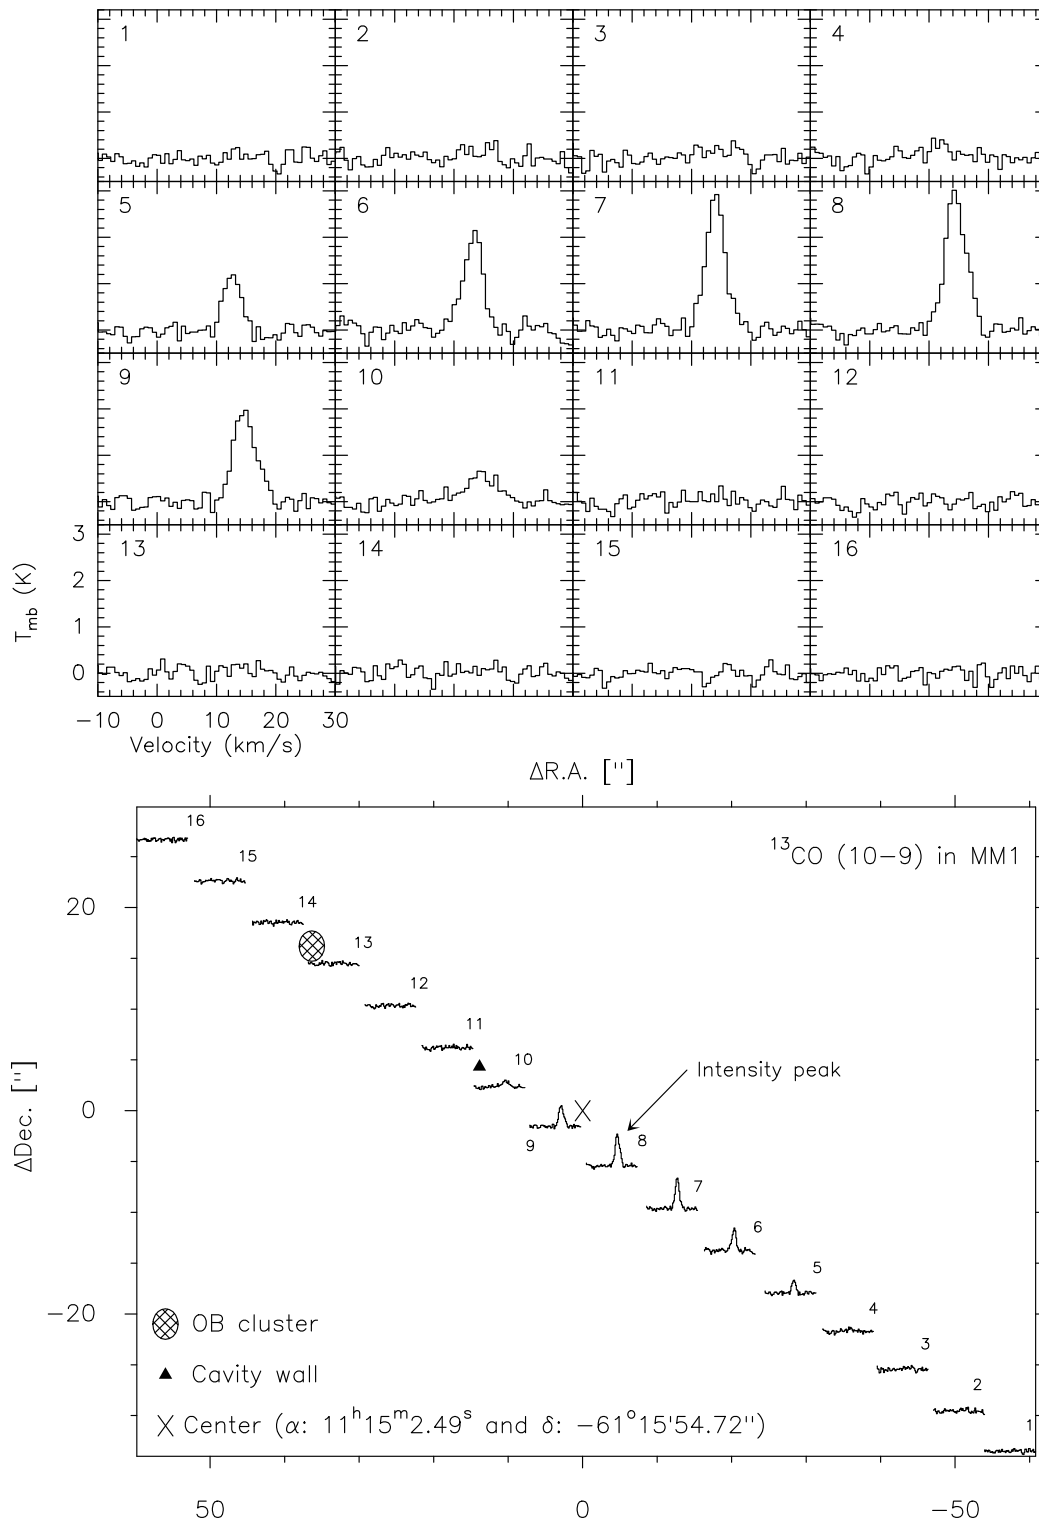 1 2 3 4
5 6 7 8
9 10 11 12
3 13 14 15 16
2
1
0
T_mb (K)
−10 0 10 20 30
Velocity (km/s)
ΔR.A. ["]
16
¹³CO (10−9) in MM1
15
20
14
13
12
11
10
Intensity peak
0
9
8
7
6
5
ΔDec. ["]
−20
OB cluster
4
Cavity wall
3
2
Center (α: 11ʰ15ᵐ2.49ˢ and δ: −61°15'54.72")
1
50 0 −50